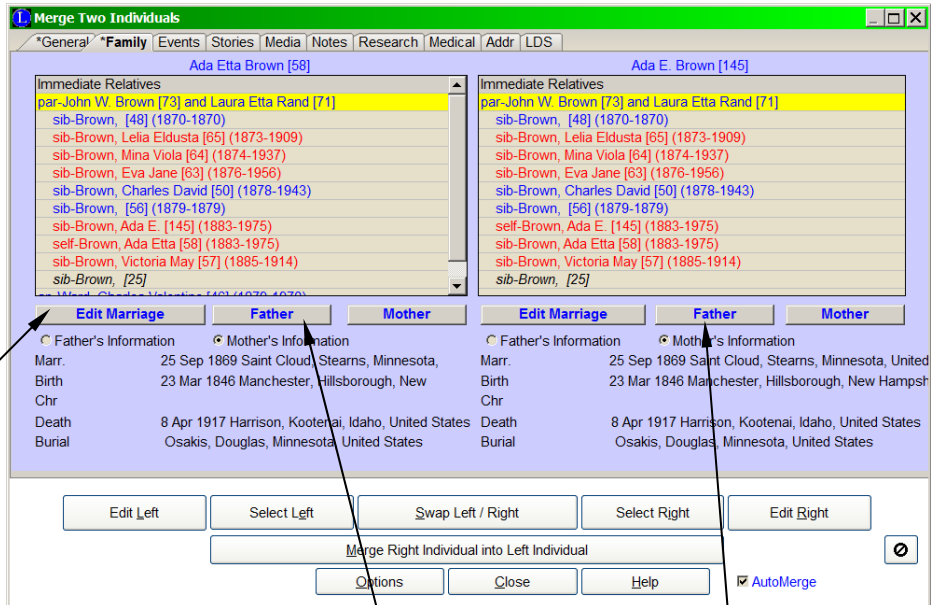 Merge Two Individuals
*General *Family Events Stories Media Notes Research Medical Addr LDS
Ada Etta Brown [58]
Immediate Relatives
par-John W. Brown [73] and Laura Etta Rand [71]
sib-Brown, [48] (1870-1870)
sib-Brown, Lelia Eldusta [65] (1873-1909)
sib-Brown, Mina Viola [64] (1874-1937)
sib-Brown, Eva Jane [63] (1876-1956)
sib-Brown, Charles David [50] (1878-1943)
sib-Brown, [56] (1879-1879)
sib-Brown, Ada E. [145] (1883-1975)
self-Brown, Ada Etta [58] (1883-1975)
sib-Brown, Victoria May [57] (1885-1914)
sib-Brown, [25]
Edit Marriage Father Mother
Father's Information Mother's Information
Marr. 25 Sep 1869 Saint Cloud, Stearns, Minnesota,
Birth 23 Mar 1846 Manchester, Hillsborough, New
Chr
Death 8 Apr 1917 Harrison, Kootenai, Idaho, United States
Burial Osakis, Douglas, Minnesota, United States
Ada E. Brown [145]
Immediate Relatives
par-John W. Brown [73] and Laura Etta Rand [71]
sib-Brown, [48] (1870-1870)
sib-Brown, Lelia Eldusta [65] (1873-1909)
sib-Brown, Mina Viola [64] (1874-1937)
sib-Brown, Eva Jane [63] (1876-1956)
sib-Brown, Charles David [50] (1878-1943)
sib-Brown, [56] (1879-1879)
self-Brown, Ada E. [145] (1883-1975)
sib-Brown, Ada Etta [58] (1883-1975)
sib-Brown, Victoria May [57] (1885-1914)
sib-Brown, [25]
Edit Marriage Father Mother
Father's Information Mother's Information
Marr. 25 Sep 1869 Saint Cloud, Stearns, Minnesota, United
Birth 23 Mar 1846 Manchester, Hillsborough, New Hampsh
Chr
Death 8 Apr 1917 Harrison, Kootenai, Idaho, United States
Burial Osakis, Douglas, Minnesota, United States
Edit Left Select Left Swap Left / Right Select Right Edit Right
Merge Right Individual into Left Individual
Options Close Help AutoMerge